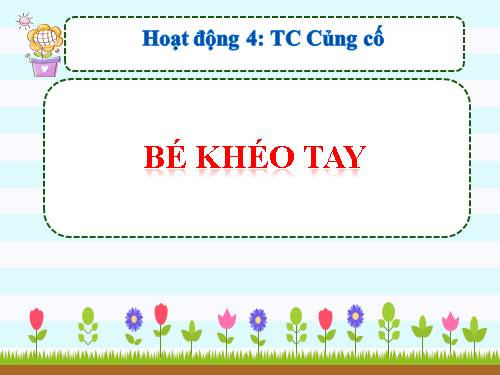 Hoạt động 4: TC Củng cố
BÉ KHÉO TAY